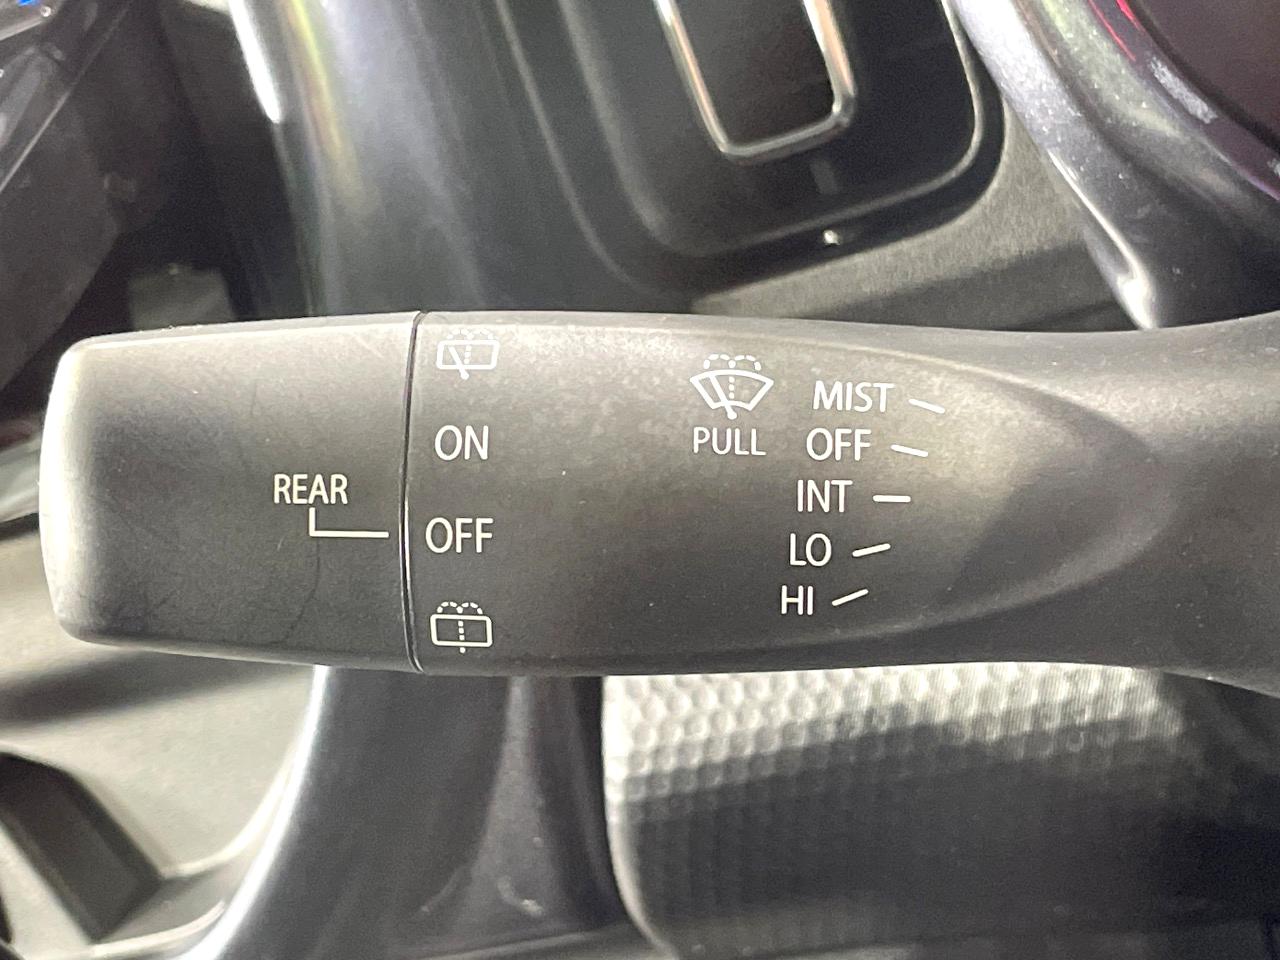 ON
REAR
OFF
PULL
MIST
OFF
INT
LO
HI